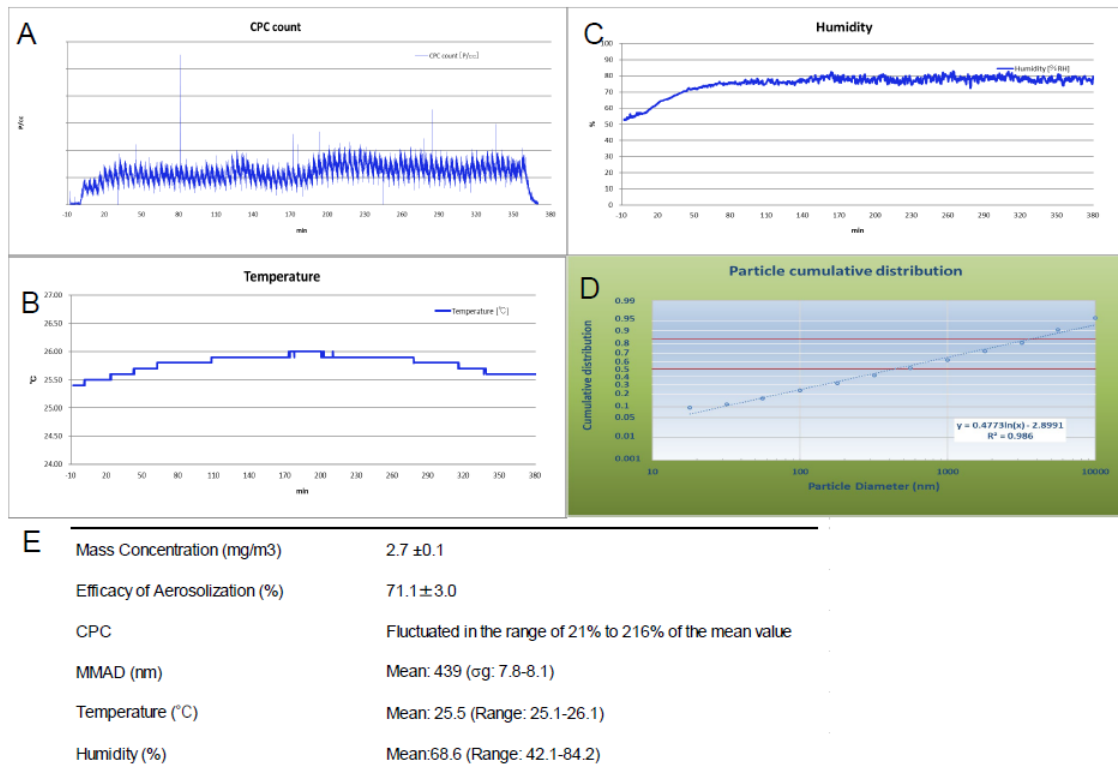 A
CPC count
CPC count [P/cc]
P/cc
-10 20 50 80 110 140 170 200 230 260 290 320 350 380
min
C
Humidity
Humidity [%RH]
100
90
80
70
60
50
40
30
20
10
0
%
-10 20 50 80 110 140 170 200 230 260 290 320 350 380
min
B
Temperature
Temperature [℃]
27.00
26.50
26.00
25.50
25.00
24.50
24.00
℃
-10 20 50 80 110 140 170 200 230 260 290 320 350 380
min
D
Particle cumulative distribution
Cumulative distribution
0.99
0.95
0.9
0.8
0.7
0.6
0.5
0.4
0.3
0.2
0.1
0.05
0.01
0.001
y = 0.4773ln(x) - 2.8991
R² = 0.986
10 100 1000 10000
Particle Diameter (nm)
E
Mass Concentration (mg/m3) 2.7 ±0.1
Efficacy of Aerosolization (%) 71.1±3.0
CPC Fluctuated in the range of 21% to 216% of the mean value
MMAD (nm) Mean: 439 (σg: 7.8-8.1)
Temperature (℃) Mean: 25.5 (Range: 25.1-26.1)
Humidity (%) Mean:68.6 (Range: 42.1-84.2)